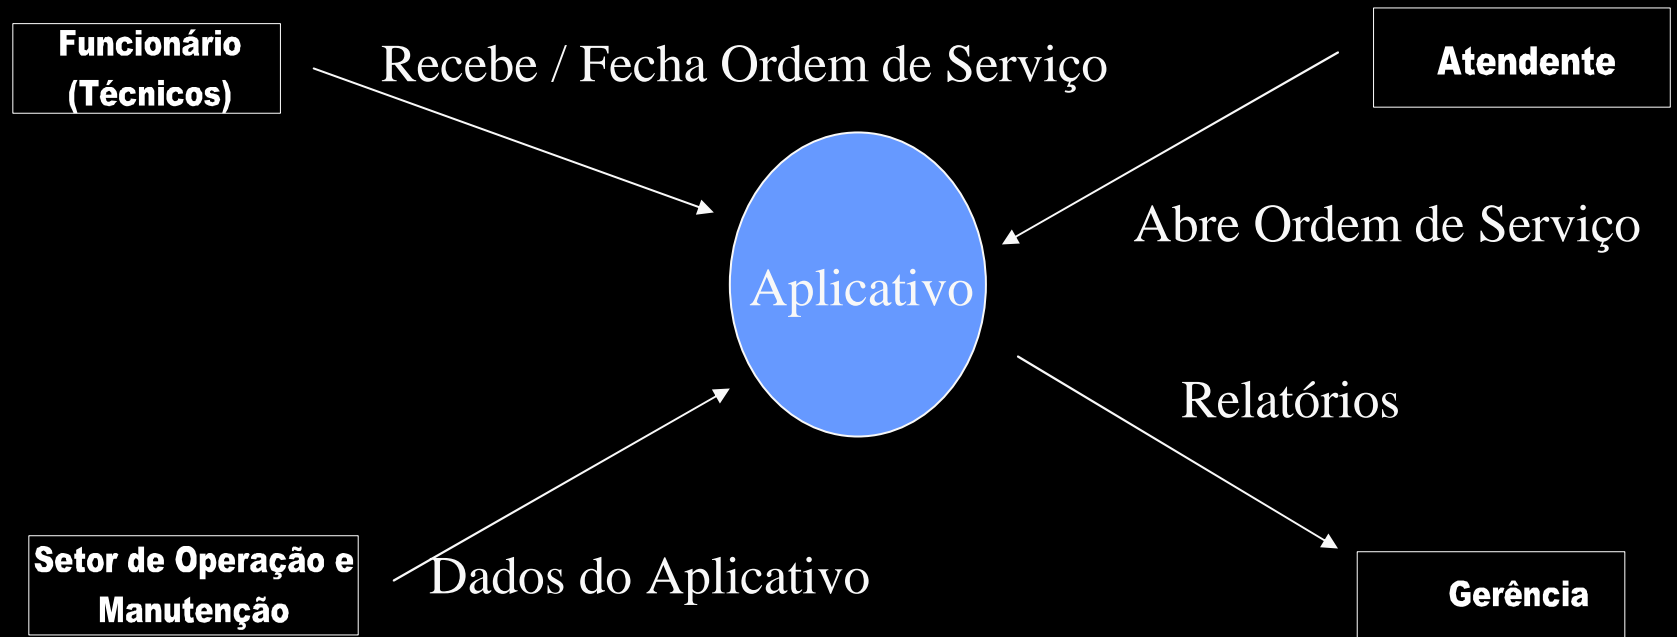 Funcionário
(Técnicos)
Recebe / Fecha Ordem de Serviço
Atendente
Abre Ordem de Serviço
Aplicativo
Relatórios
Setor de Operação e
Manutenção
Dados do Aplicativo
Gerência